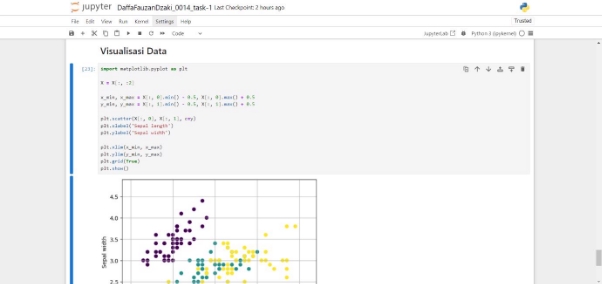 jupyter DaffaFauzanDzaki_0014_task-1 Last Checkpoint: 2 hours ago
File Edit View Run Kernel Settings Help Trusted
Code JupyterLab Python 3 (ipykernel)
Visualisasi Data
[23]: import matplotlib.pyplot as plt
X = X[:, :2]
x_min, x_max = X[:, 0].min() - 0.5, X[:, 0].max() + 0.5
y_min, y_max = X[:, 1].min() - 0.5, X[:, 1].max() + 0.5
plt.scatter(X[:, 0], X[:, 1], c=y)
plt.xlabel("Sepal length")
plt.ylabel("Sepal width")
plt.xlim(x_min, x_max)
plt.ylim(y_min, y_max)
plt.grid(True)
plt.show()
4.5
4.0
3.5
3.0
2.5
Sepal width